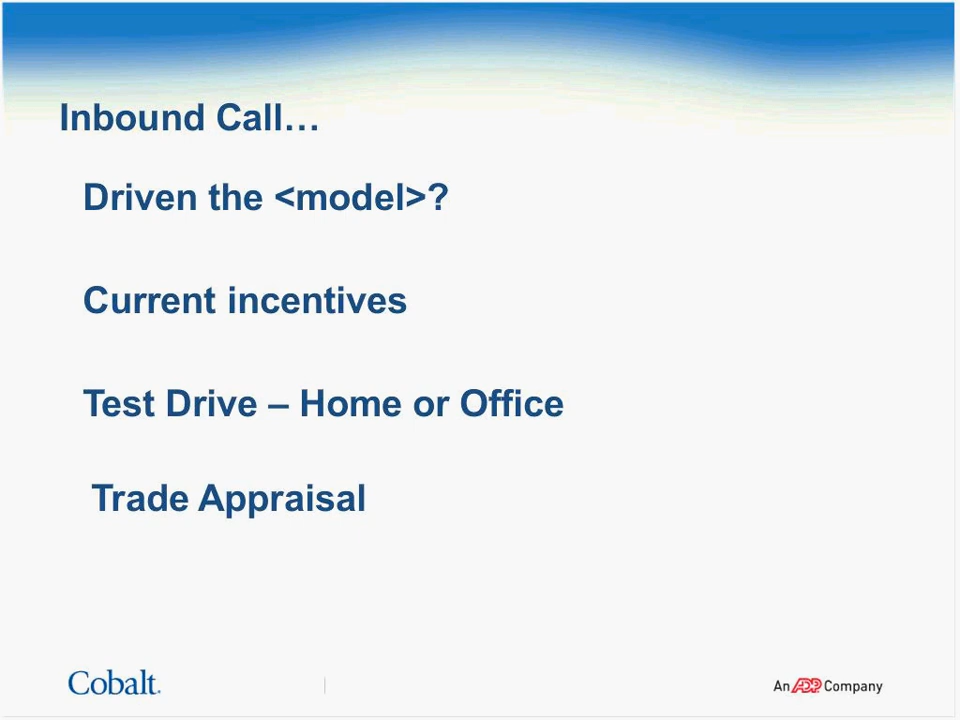 Inbound Call…
Driven the <model>?
Current incentives
Test Drive – Home or Office
Trade Appraisal
Cobalt.
An ADP Company